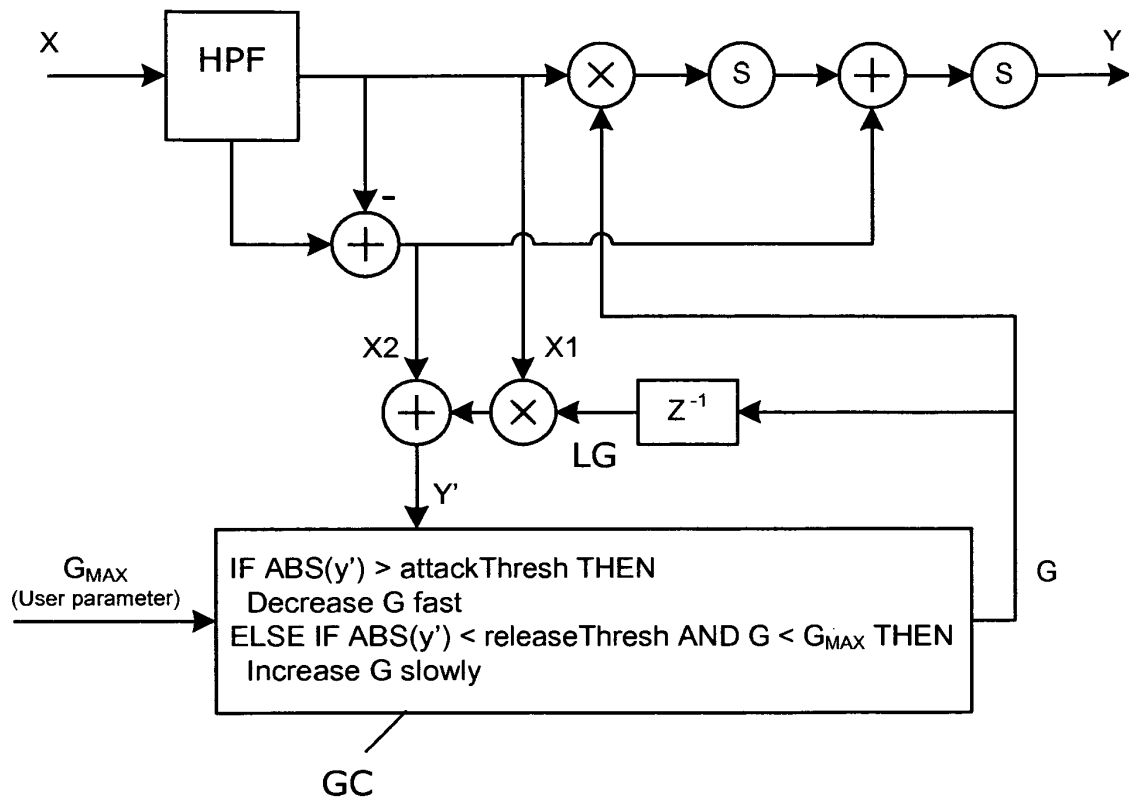 X
HPF
×
S
+
S
Y
-
+
X2
X1
+
×
Z⁻¹
LG
Y'
G_MAX
(User parameter)
IF ABS(y') > attackThresh THEN
Decrease G fast
ELSE IF ABS(y') < releaseThresh AND G < G_MAX THEN
Increase G slowly
G
GC